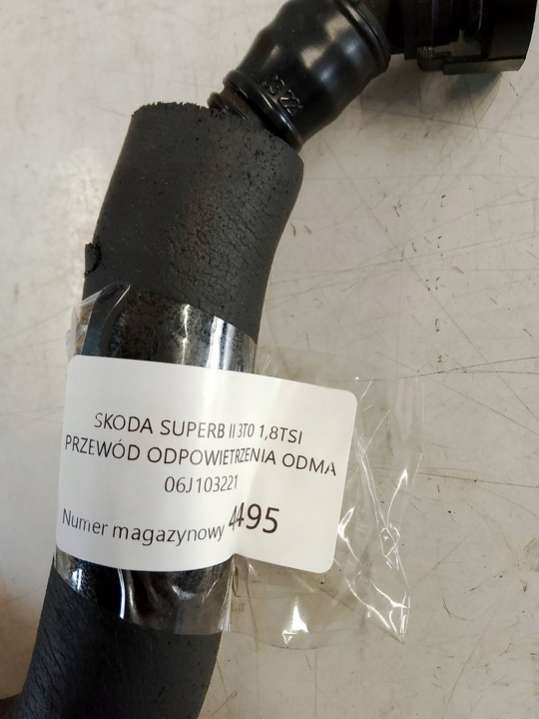 SKODA SUPERB II 3T0 1,8TSI
PRZEWÓD ODPOWIETRZENIA ODMA
06J103221
Numer magazynowy 4495